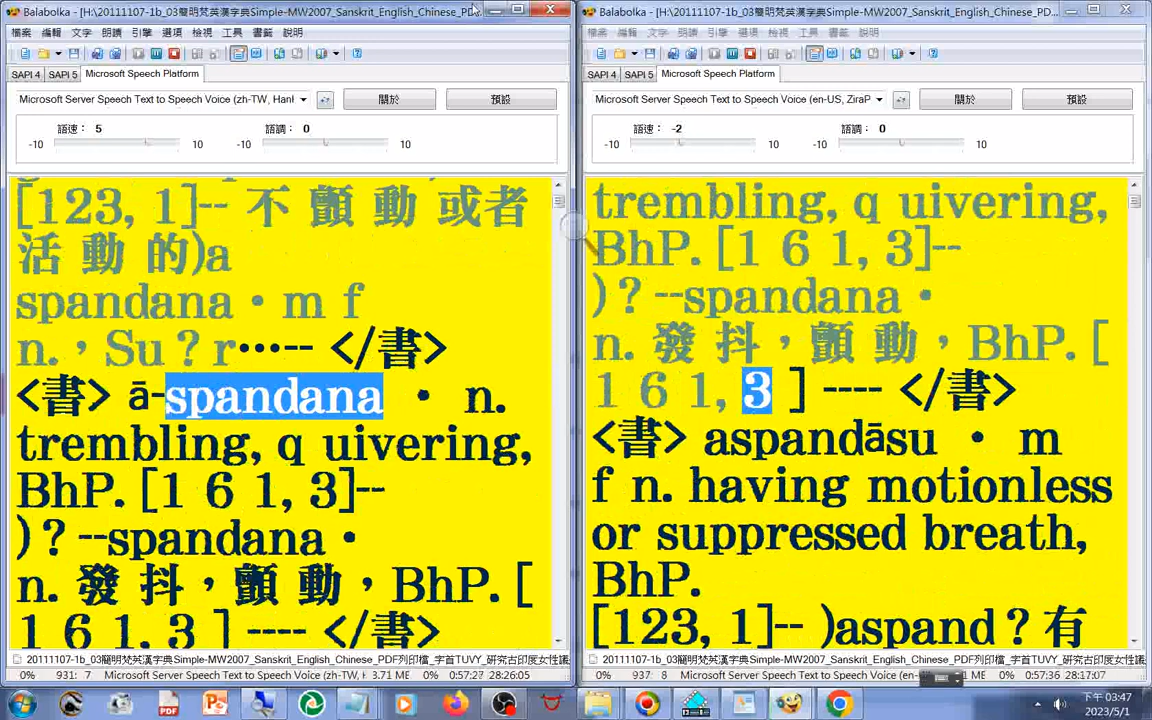 Balabolka - [H:\20111107-1b_03簡明梵英漢字典Simple-MW2007_Sanskrit_English_Chinese_PD...
檔案 編輯 文字 朗讀 引擎 選項 檢視 工具 書籤 說明
SAPI 4 SAPI 5 Microsoft Speech Platform
Microsoft Server Speech Text to Speech Voice (zh-TW, Hanl 關於 預設
語速： 5 語調： 0
-10 10 -10 10
[123, 1]-- 不 顫 動 或者
活 動 的)a
spandana • m f
n. , Su ? r…-- </書>
<書> ā-spandana • n.
trembling, q uivering,
BhP. [1 6 1, 3]--
) ? --spandana •
n. 發 抖，顫 動，BhP. [
1 6 1, 3 ] ---- </書>
20111107-1b_03簡明梵英漢字典Simple-MW2007_Sanskrit_English_Chinese_PDF列印檔_字首TUVY_研究古印度女性議
0% 931: 7 Microsoft Server Speech Text to Speech Voice (zh-TW, H 3.71 ME 0% 0:57:27 28:26:05
Balabolka - [H:\20111107-1b_03簡明梵英漢字典Simple-MW2007_Sanskrit_English_Chinese_PD...
檔案 編輯 文字 朗讀 引擎 選項 檢視 工具 書籤 說明
SAPI 4 SAPI 5 Microsoft Speech Platform
Microsoft Server Speech Text to Speech Voice (en-US, ZiraP 關於 預設
語速： -2 語調： 0
-10 10 -10 10
trembling, q uivering,
BhP. [1 6 1, 3]--
) ? --spandana •
n. 發 抖，顫 動，BhP. [
1 6 1, 3 ] ---- </書>
<書> aspandāsu • m
f n. having motionless
or suppressed breath,
BhP.
[123, 1]-- )aspand ? 有
20111107-1b_03簡明梵英漢字典Simple-MW2007_Sanskrit_English_Chinese_PDF列印檔_字首TUVY_研究古印度女性議
0% 937: 8 Microsoft Server Speech Text to Speech Voice 0% 0:57:36 28:17:07
下午 03:47
2023/5/1